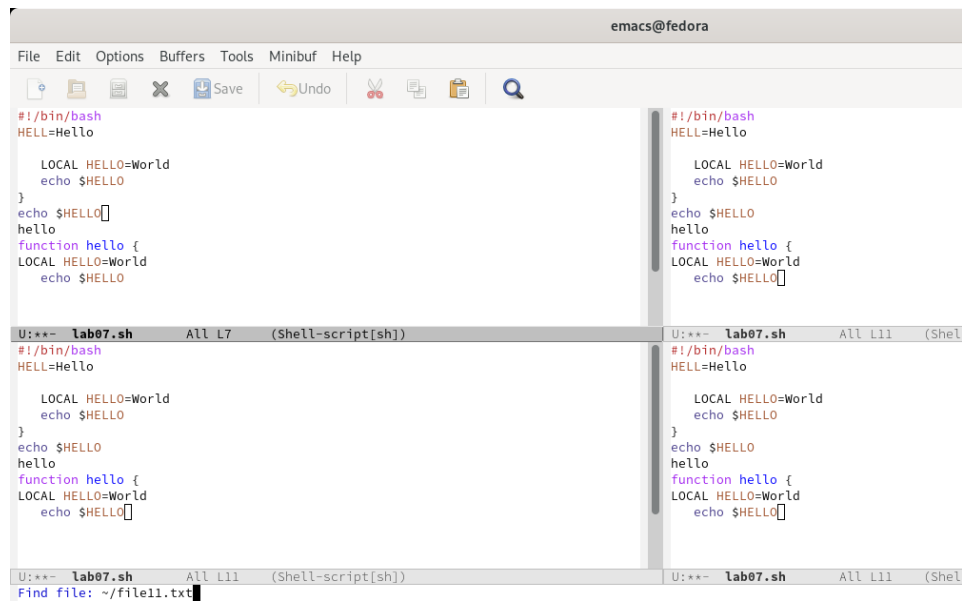 emacs@fedora
File Edit Options Buffers Tools Minibuf Help
Save Undo
#!/bin/bash
HELL=Hello
LOCAL HELLO=World
echo $HELLO
}
echo $HELLO
hello
function hello {
LOCAL HELLO=World
echo $HELLO
U:**- lab07.sh All L7 (Shell-script[sh])
#!/bin/bash
HELL=Hello
LOCAL HELLO=World
echo $HELLO
}
echo $HELLO
hello
function hello {
LOCAL HELLO=World
echo $HELLO
U:**- lab07.sh All L11 (Shel
#!/bin/bash
HELL=Hello
LOCAL HELLO=World
echo $HELLO
}
echo $HELLO
hello
function hello {
LOCAL HELLO=World
echo $HELLO
U:**- lab07.sh All L11 (Shell-script[sh])
#!/bin/bash
HELL=Hello
LOCAL HELLO=World
echo $HELLO
}
echo $HELLO
hello
function hello {
LOCAL HELLO=World
echo $HELLO
U:**- lab07.sh All L11 (Shel
Find file: ~/file11.txt